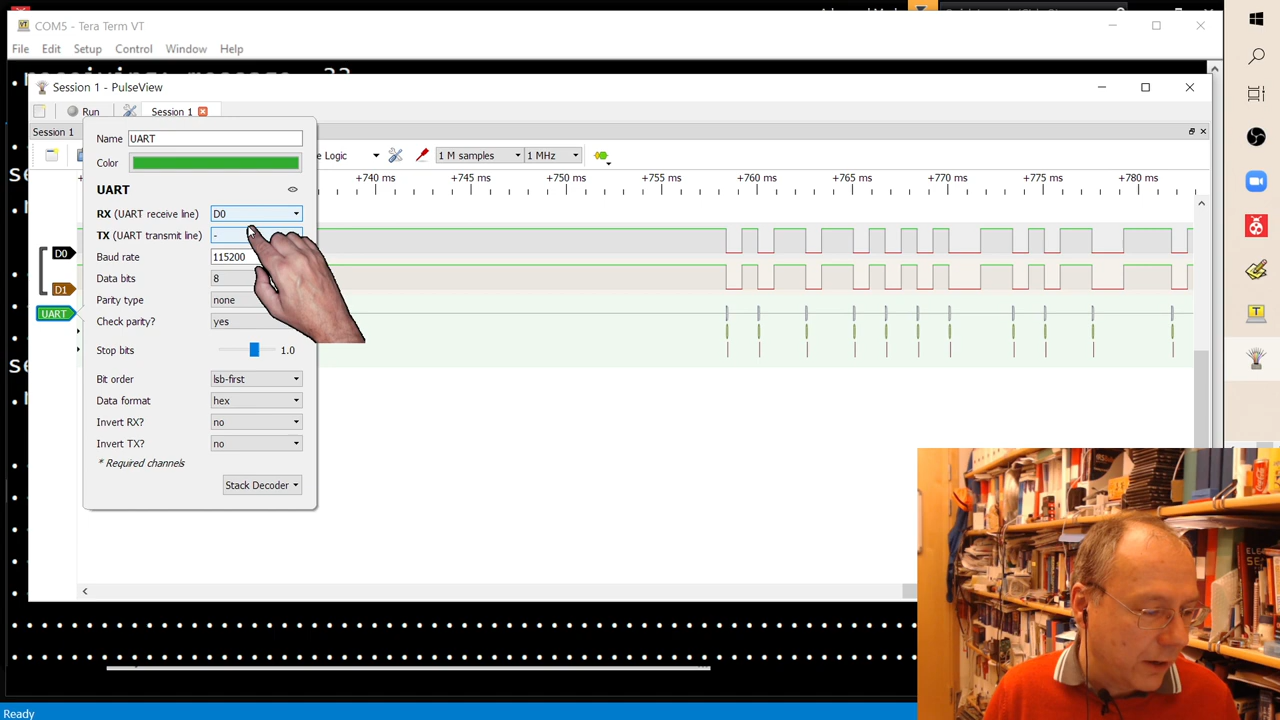 COM5 - Tera Term VT
File Edit Setup Control Window Help
Session 1 - PulseView
Run
Session 1
Session 1
Name UART
Color
Logic
1 M samples
1 MHz
UART
+740 ms +745 ms +750 ms +755 ms +760 ms +765 ms +770 ms +775 ms +780 ms
RX (UART receive line) D0
TX (UART transmit line) -
Baud rate 115200
Data bits 8
Parity type none
Check parity? yes
Stop bits 1.0
Bit order lsb-first
Data format hex
Invert RX? no
Invert TX? no
* Required channels
Stack Decoder
D0
D1
UART
Ready